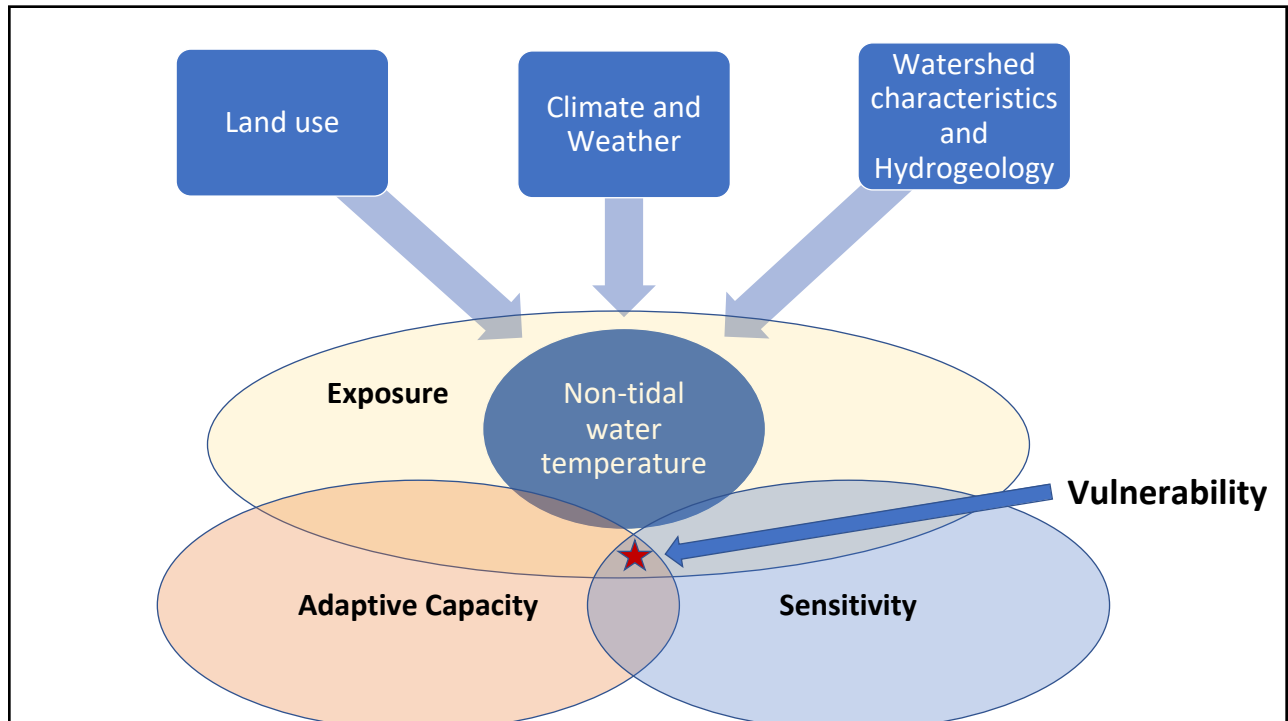 Land use
Climate and
Weather
Watershed
characteristics
and
Hydrogeology
Exposure
Non-tidal
water
temperature
Vulnerability
Adaptive Capacity
Sensitivity